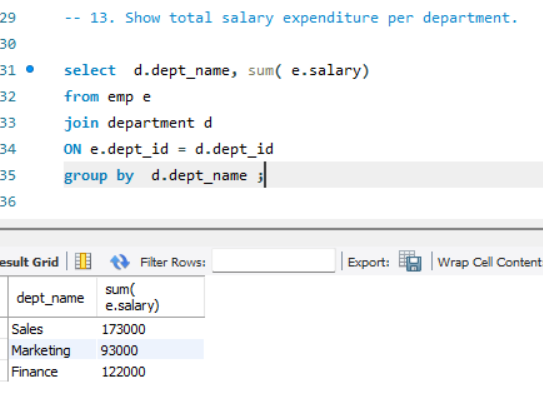 29 -- 13. Show total salary expenditure per department.
30
31 select d.dept_name, sum( e.salary)
32 from emp e
33 join department d
34 ON e.dept_id = d.dept_id
35 group by d.dept_name ;
36
esult Grid Filter Rows: Export: Wrap Cell Content
dept_name sum(
e.salary)
Sales 173000
Marketing 93000
Finance 122000